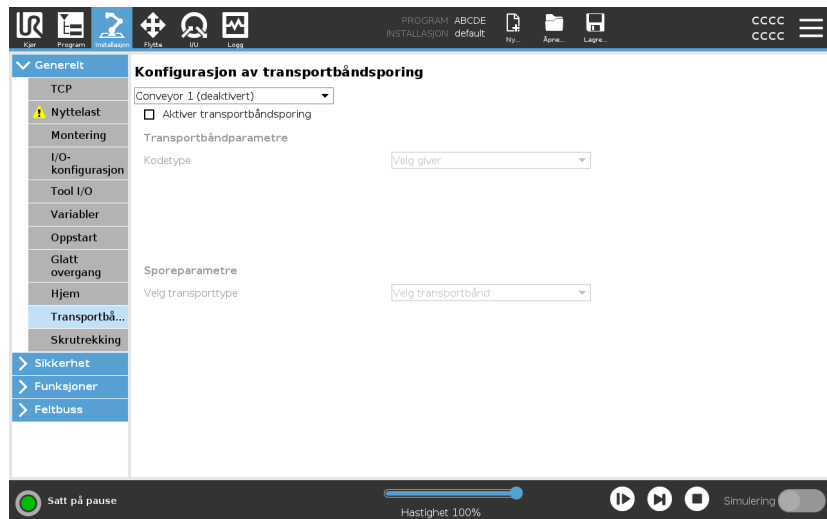 UR
PROGRAM ABCDE
INSTALLASJON default
CCCC
CCCC
Kjør Program Installasjon Flytte I/U Logg Ny... Åpne... Lagre...
Generelt
TCP
Nyttelast
Montering
I/O-
konfigurasjon
Tool I/O
Variabler
Oppstart
Glatt
overgang
Hjem
Transportbå...
Skrutrekking
Sikkerhet
Funksjoner
Feltbuss
Konfigurasjon av transportbåndsporing
Conveyor 1 (deaktivert)
Aktiver transportbåndsporing
Transportbåndparametre
Kodetype Velg giver
Sporeparametre
Velg transporttype Velg transportbånd
Satt på pause
Hastighet 100%
Simulering